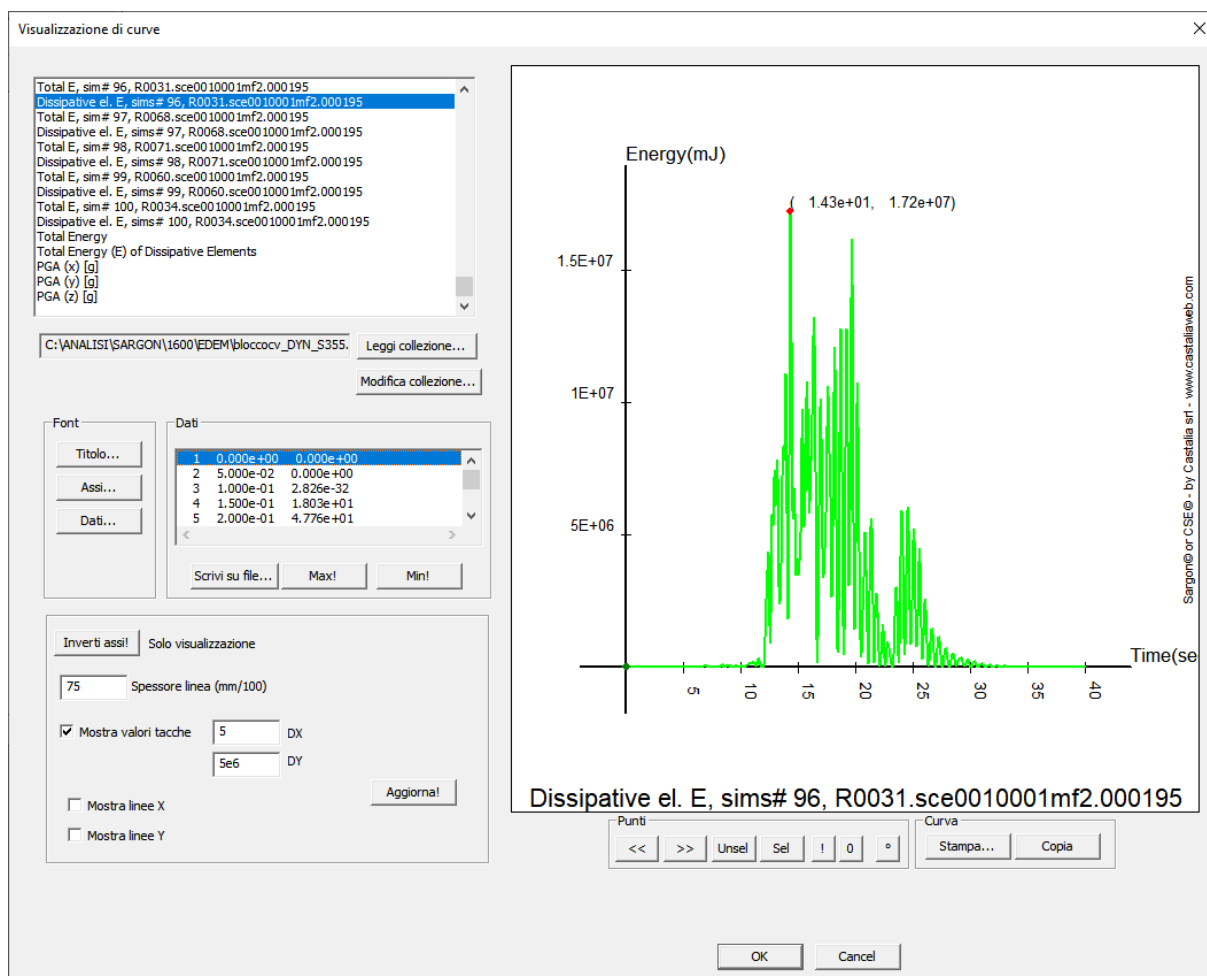 Visualizzazione di curve
Total E, sim# 96, R0031.sce0010001mf2.000195
Dissipative el. E, sims# 96, R0031.sce0010001mf2.000195
Total E, sim# 97, R0068.sce0010001mf2.000195
Dissipative el. E, sims# 97, R0068.sce0010001mf2.000195
Total E, sim# 98, R0071.sce0010001mf2.000195
Dissipative el. E, sims# 98, R0071.sce0010001mf2.000195
Total E, sim# 99, R0060.sce0010001mf2.000195
Dissipative el. E, sims# 99, R0060.sce0010001mf2.000195
Total E, sim# 100, R0034.sce0010001mf2.000195
Dissipative el. E, sims# 100, R0034.sce0010001mf2.000195
Total Energy
Total Energy (E) of Dissipative Elements
PGA (x) [g]
PGA (y) [g]
PGA (z) [g]
C:\ANALISI\SARGON\1600\EDEM\bloccocv_DYN_S355.
Leggi collezione...
Modifica collezione...
Font
Titolo...
Assi...
Dati...
Dati
1 0.000e+00 0.000e+00
2 5.000e-02 0.000e+00
3 1.000e-01 2.826e-32
4 1.500e-01 1.803e+01
5 2.000e-01 4.776e+01
Scrivi su file...
Max!
Min!
Inverti assi!
Solo visualizzazione
75
Spessore linea (mm/100)
Mostra valori tacche
5
DX
5e6
DY
Aggiorna!
Mostra linee X
Mostra linee Y
Energy(mJ)
( 1.43e+01, 1.72e+07)
1.5E+07
1E+07
5E+06
Time(se
5
10
15
20
25
30
35
40
Sargon© or CSE© - by Castalia srl - www.castaliaweb.com
Dissipative el. E, sims# 96, R0031.sce0010001mf2.000195
Punti
<<
>>
Unsel
Sel
!
0
°
Curva
Stampa...
Copia
OK
Cancel